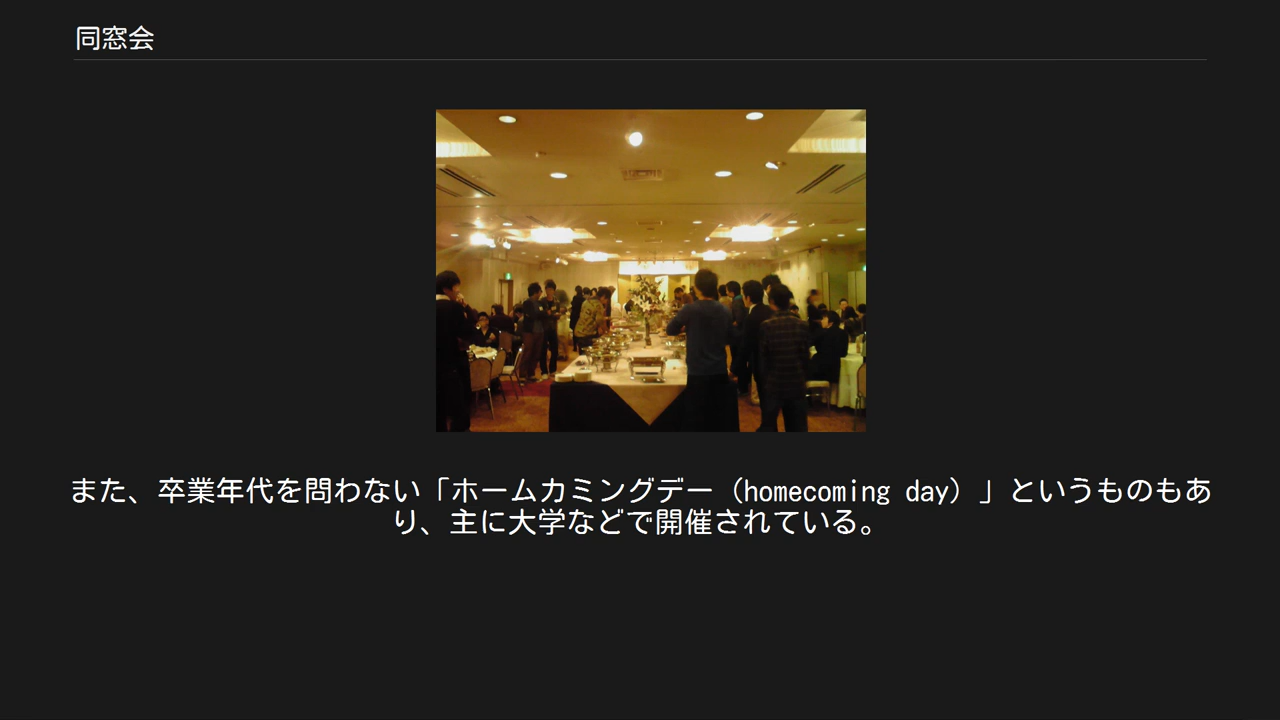 同窓会
また、卒業年代を問わない「ホームカミングデー（homecoming day）」というものもあ
り、主に大学などで開催されている。